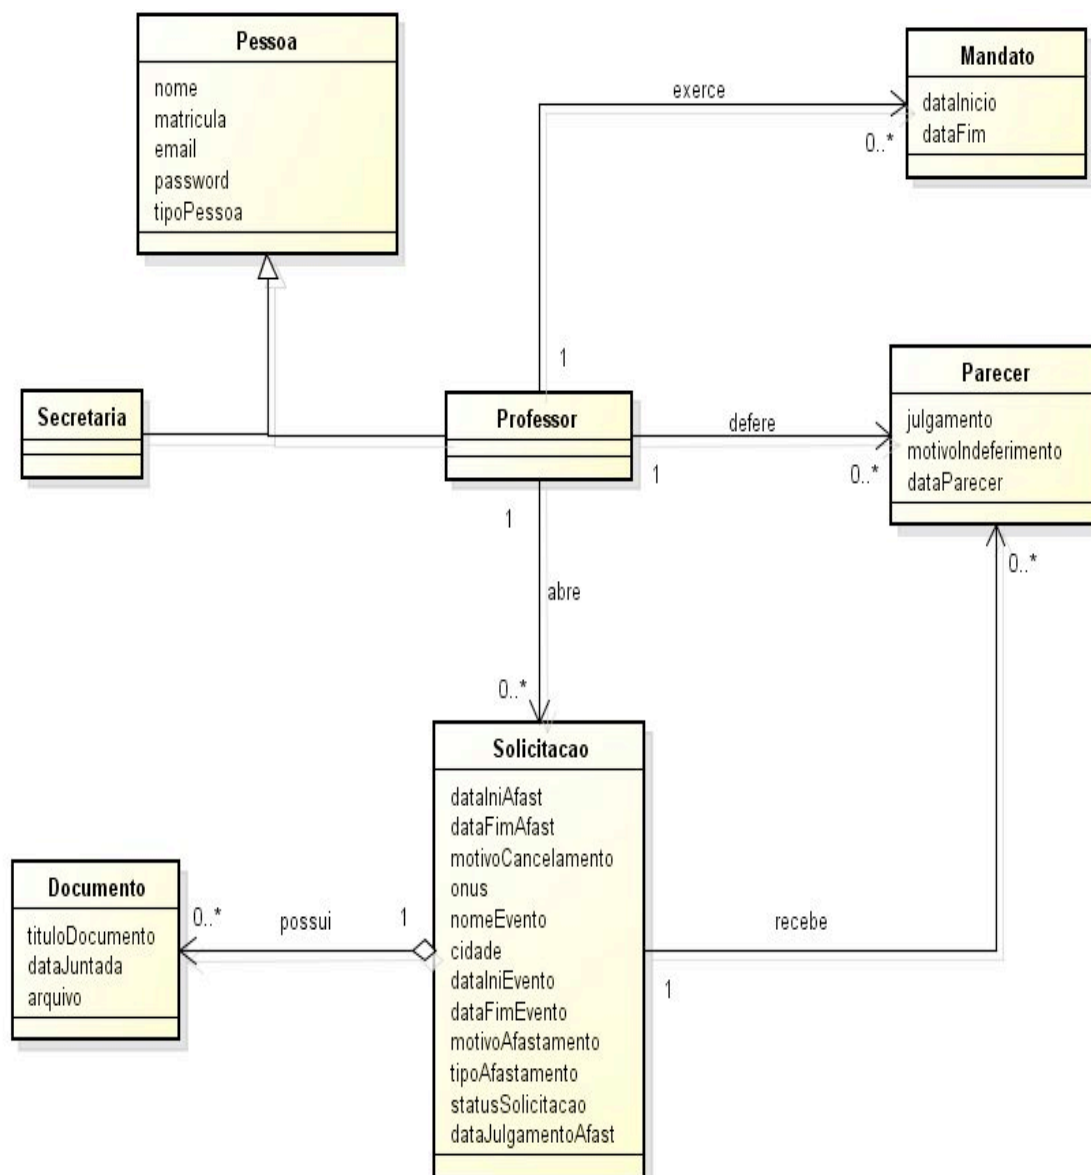 Pessoa
nome
matricula
email
password
tipoPessoa
Mandato
dataInicio
dataFim
exerce
0..*
1
Secretaria
Professor
defere
1
0..*
Parecer
julgamento
motivoIndeferimento
dataParecer
1
abre
0..*
0..*
Solicitacao
dataIniAfast
dataFimAfast
motivoCancelamento
onus
nomeEvento
cidade
dataIniEvento
dataFimEvento
motivoAfastamento
tipoAfastamento
statusSolicitacao
dataJulgamentoAfast
Documento
tituloDocumento
dataJuntada
arquivo
0..*
possui
1
recebe
1